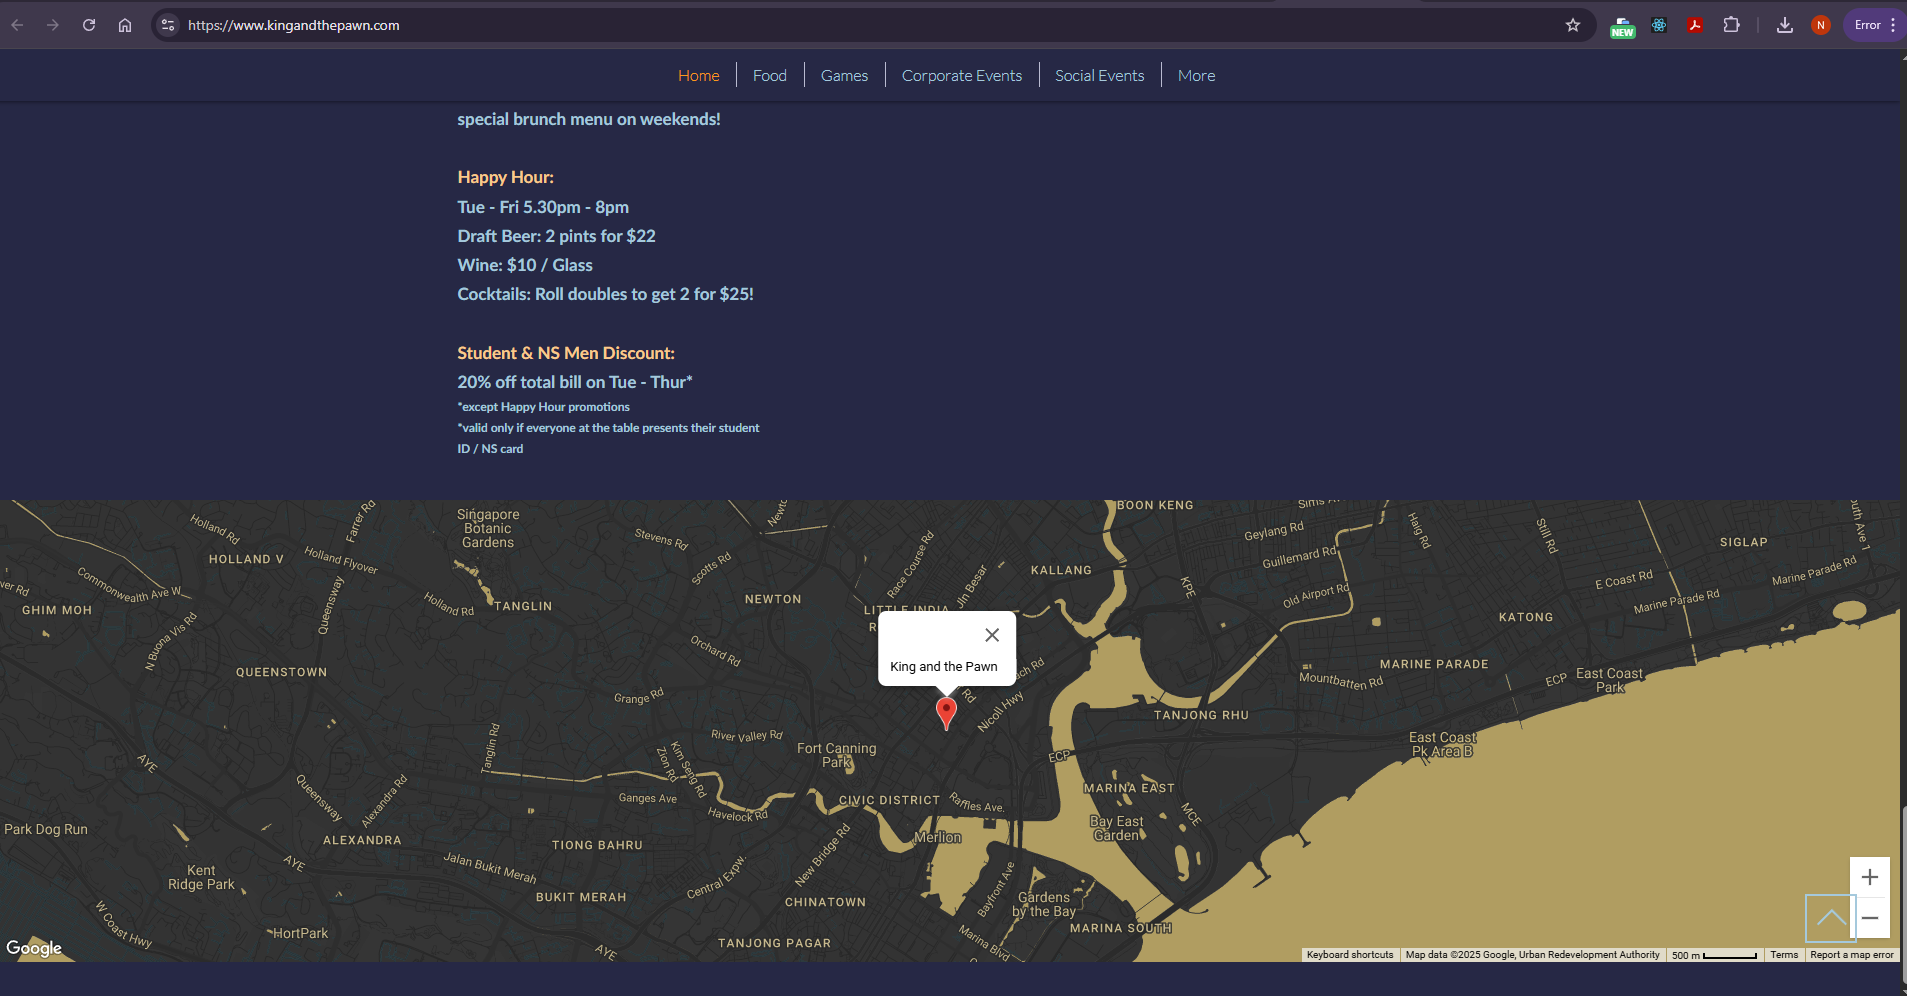 https://www.kingandthepawn.com
NEW
N
Error
Home
Food
Games
Corporate Events
Social Events
More
special brunch menu on weekends!
Happy Hour:
Tue - Fri 5.30pm - 8pm
Draft Beer: 2 pints for $22
Wine: $10 / Glass
Cocktails: Roll doubles to get 2 for $25!
Student & NS Men Discount:
20% off total bill on Tue - Thur*
*except Happy Hour promotions
*valid only if everyone at the table presents their student
ID / NS card
BOON KENG
Holland Rd
Farrer Rd
Singapore
Botanic
Gardens
Stevens Rd
Race Course Rd
Geylang Rd
Haig Rd
Still Rd
SIGLAP
HOLLAND V
Holland Flyover
Scotts Rd
Jln Besar
KALLANG
Guillemard Rd
KPE
E Coast Rd
Marine Parade Rd
Commonwealth Ave W
GHIM MOH
Queensway
Holland Rd
TANGLIN
NEWTON
LITTLE INDIA
Old Airport Rd
Marine Parade Rd
KATONG
N Buona Vis Rd
QUEENSTOWN
Orchard Rd
King and the Pawn
Rd
MARINE PARADE
Mountbatten Rd
ECP
East Coast
Park
Grange Rd
Nicoll Hwy
TANJONG RHU
Tanglin Rd
River Valley Rd
Fort Canning
Park
Zion Rd
Kim Seng Rd
ECP
East Coast
Pk Area B
AYE
Queensway
Alexandra Rd
Ganges Ave
Havelock Rd
CIVIC DISTRICT
Raffles Ave.
MARINA EAST
MCE
Park Dog Run
ALEXANDRA
TIONG BAHRU
New Bridge Rd
Merlion
Bay East
Garden
AYE
Jalan Bukit Merah
Central Expw.
Kent
Ridge Park
BUKIT MERAH
CHINATOWN
Bayfront Ave
Gardens
by the Bay
W Coast Hwy
HortPark
AYE
TANJONG PAGAR
Marina Blvd
MARINA SOUTH
Google
Keyboard shortcuts
Map data ©2025 Google, Urban Redevelopment Authority
500 m
Terms
Report a map error